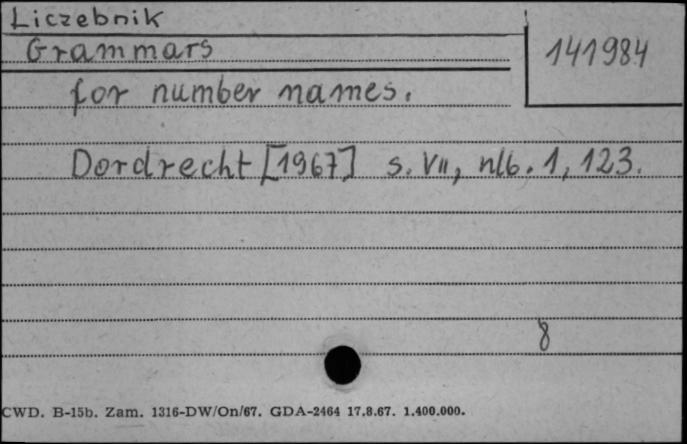 Liczebnik
Grammars
141984
for number names.
Dordrecht [1967] s. VII, nlb. 1, 123.
8
CWD. B-15b. Zam. 1316-DW/On/67. GDA-2464 17.8.67. 1.400.000.